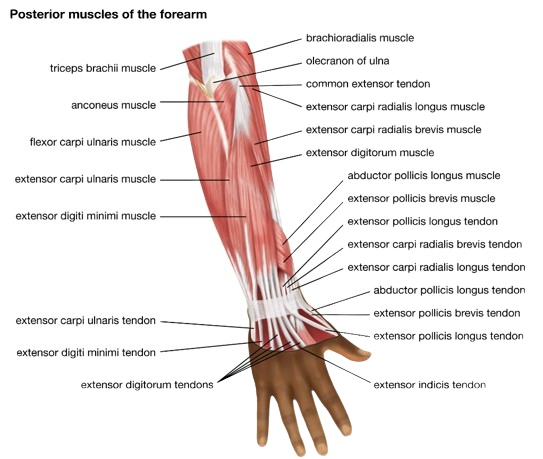 Posterior muscles of the forearm
brachioradialis muscle
olecranon of ulna
triceps brachii muscle
common extensor tendon
anconeus muscle
extensor carpi radialis longus muscle
extensor carpi radialis brevis muscle
flexor carpi ulnaris muscle
extensor digitorum muscle
abductor pollicis longus muscle
extensor carpi ulnaris muscle
extensor pollicis brevis muscle
extensor digiti minimi muscle
extensor pollicis longus tendon
extensor carpi radialis brevis tendon
extensor carpi radialis longus tendon
abductor pollicis longus tendon
extensor pollicis brevis tendon
extensor carpi ulnaris tendon
extensor pollicis longus tendon
extensor digiti minimi tendon
extensor digitorum tendons
extensor indicis tendon